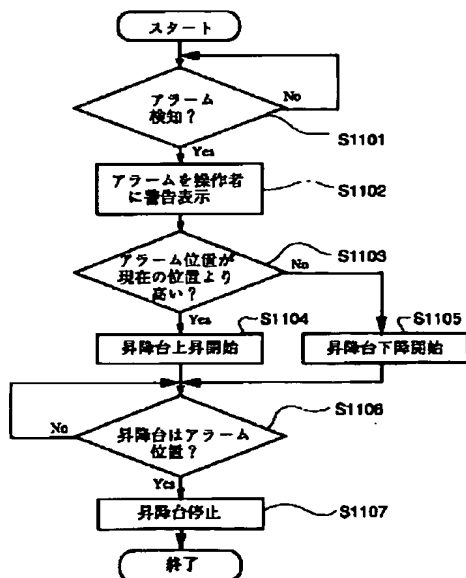 スタート
アラーム
検知?
No
S1101
Yes
アラームを操作者
に警告表示
S1102
アラーム位置が
現在の位置より
高い?
No
S1103
Yes
S1104
S1105
昇降台上昇開始
昇降台下降開始
S1106
No
昇降台はアラーム
位置?
Yes
昇降台停止
S1107
終了